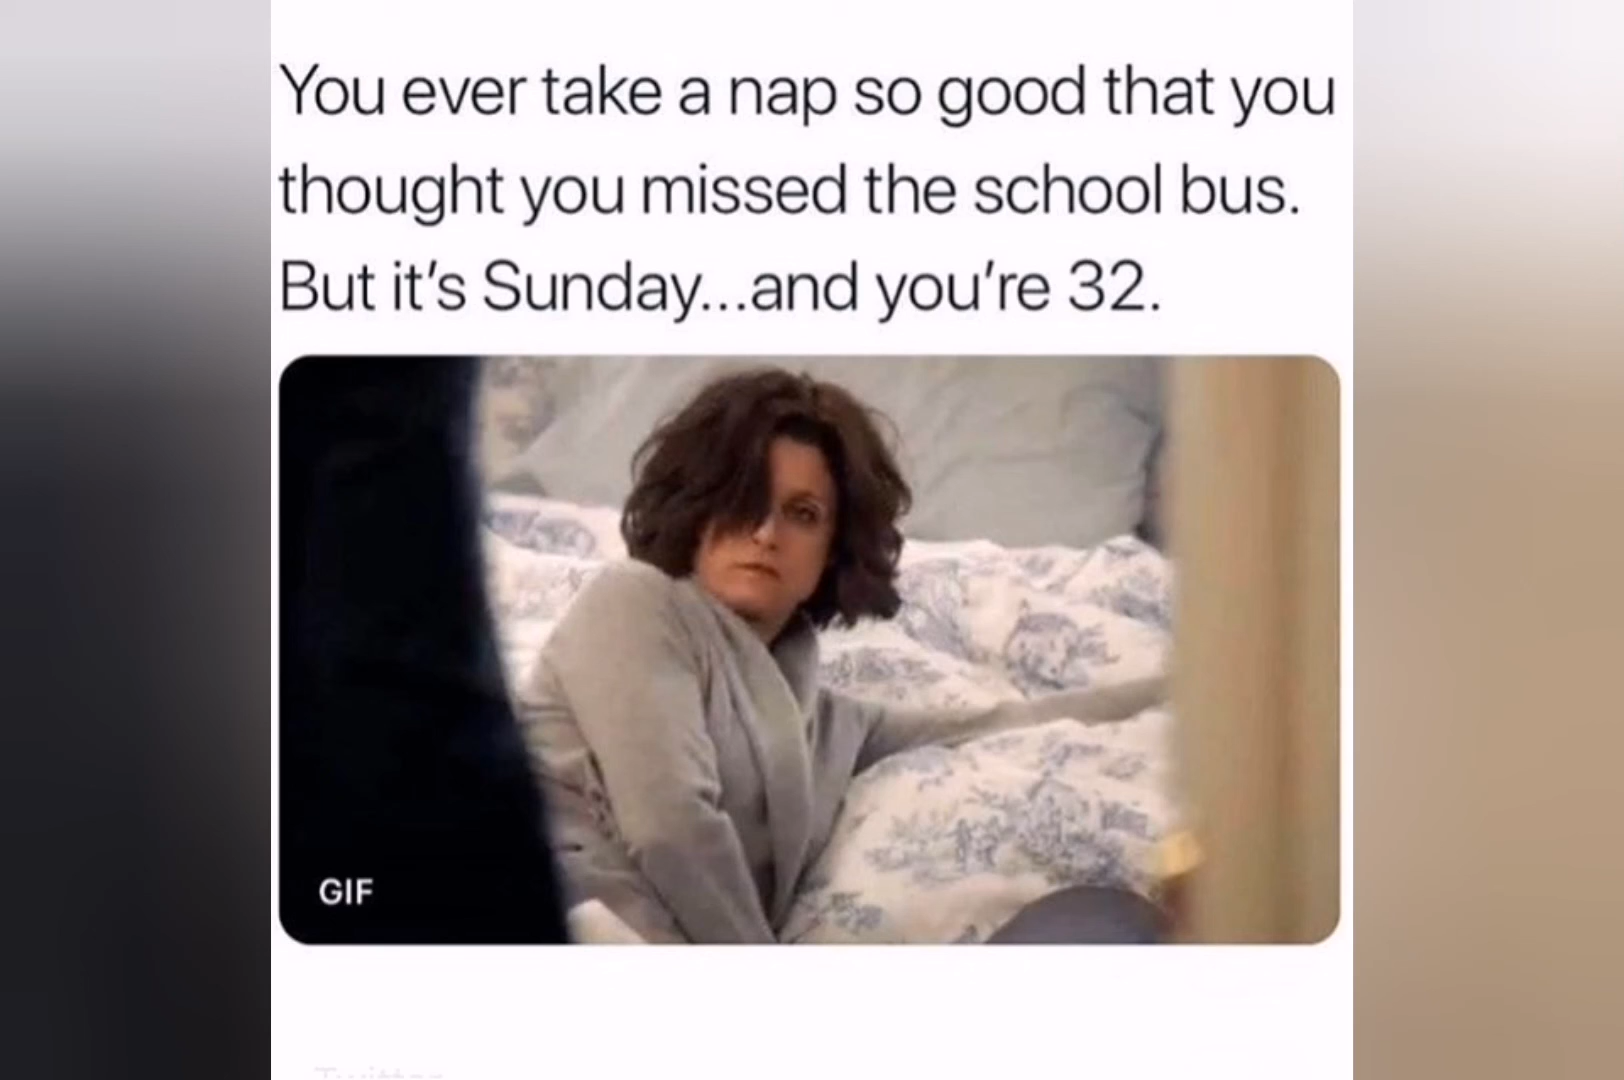 You ever take a nap so good that you
thought you missed the school bus.
But it’s Sunday...and you’re 32.
GIF